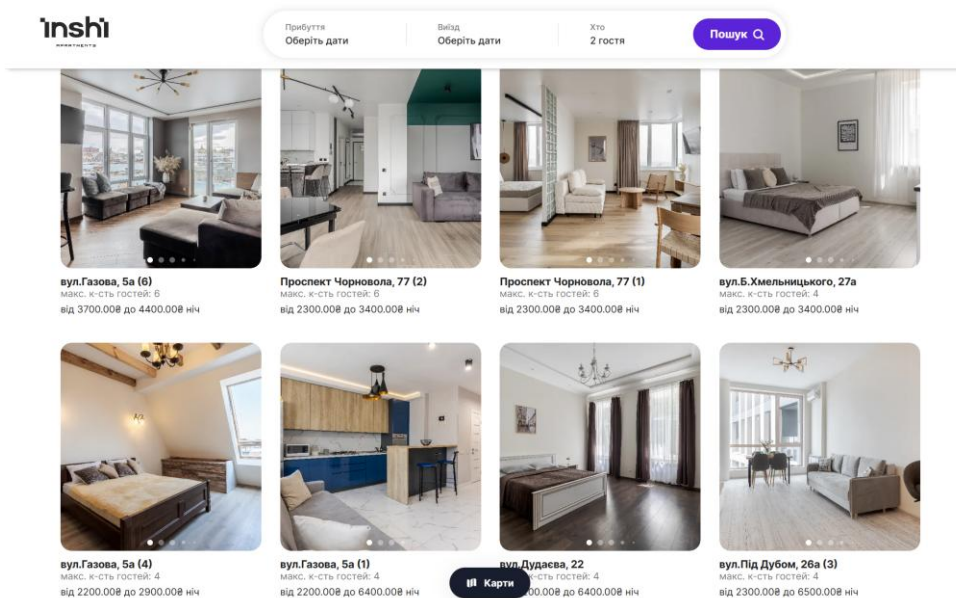 inshi
APARTMENTS
Прибуття
Оберіть дати
Виїзд
Оберіть дати
Хто
2 гостя
Пошук
вул.Газова, 5а (6)
макс. к-сть гостей: 6
від 3700.00₴ до 4400.00₴ ніч
Проспект Чорновола, 77 (2)
макс. к-сть гостей: 6
від 2300.00₴ до 3400.00₴ ніч
Проспект Чорновола, 77 (1)
макс. к-сть гостей: 6
від 2300.00₴ до 3400.00₴ ніч
вул.Б.Хмельницького, 27а
макс. к-сть гостей: 4
від 2300.00₴ до 3400.00₴ ніч
вул.Газова, 5а (4)
макс. к-сть гостей: 4
від 2200.00₴ до 2900.00₴ ніч
вул.Газова, 5а (1)
макс. к-сть гостей: 4
від 2200.00₴ до 6400.00₴ ніч
вул.Дудаєва, 22
макс. к-сть гостей: 4
до 6400.00₴ ніч
вул.Під Дубом, 26а (3)
макс. к-сть гостей: 4
від 2300.00₴ до 6500.00₴ ніч
Карти